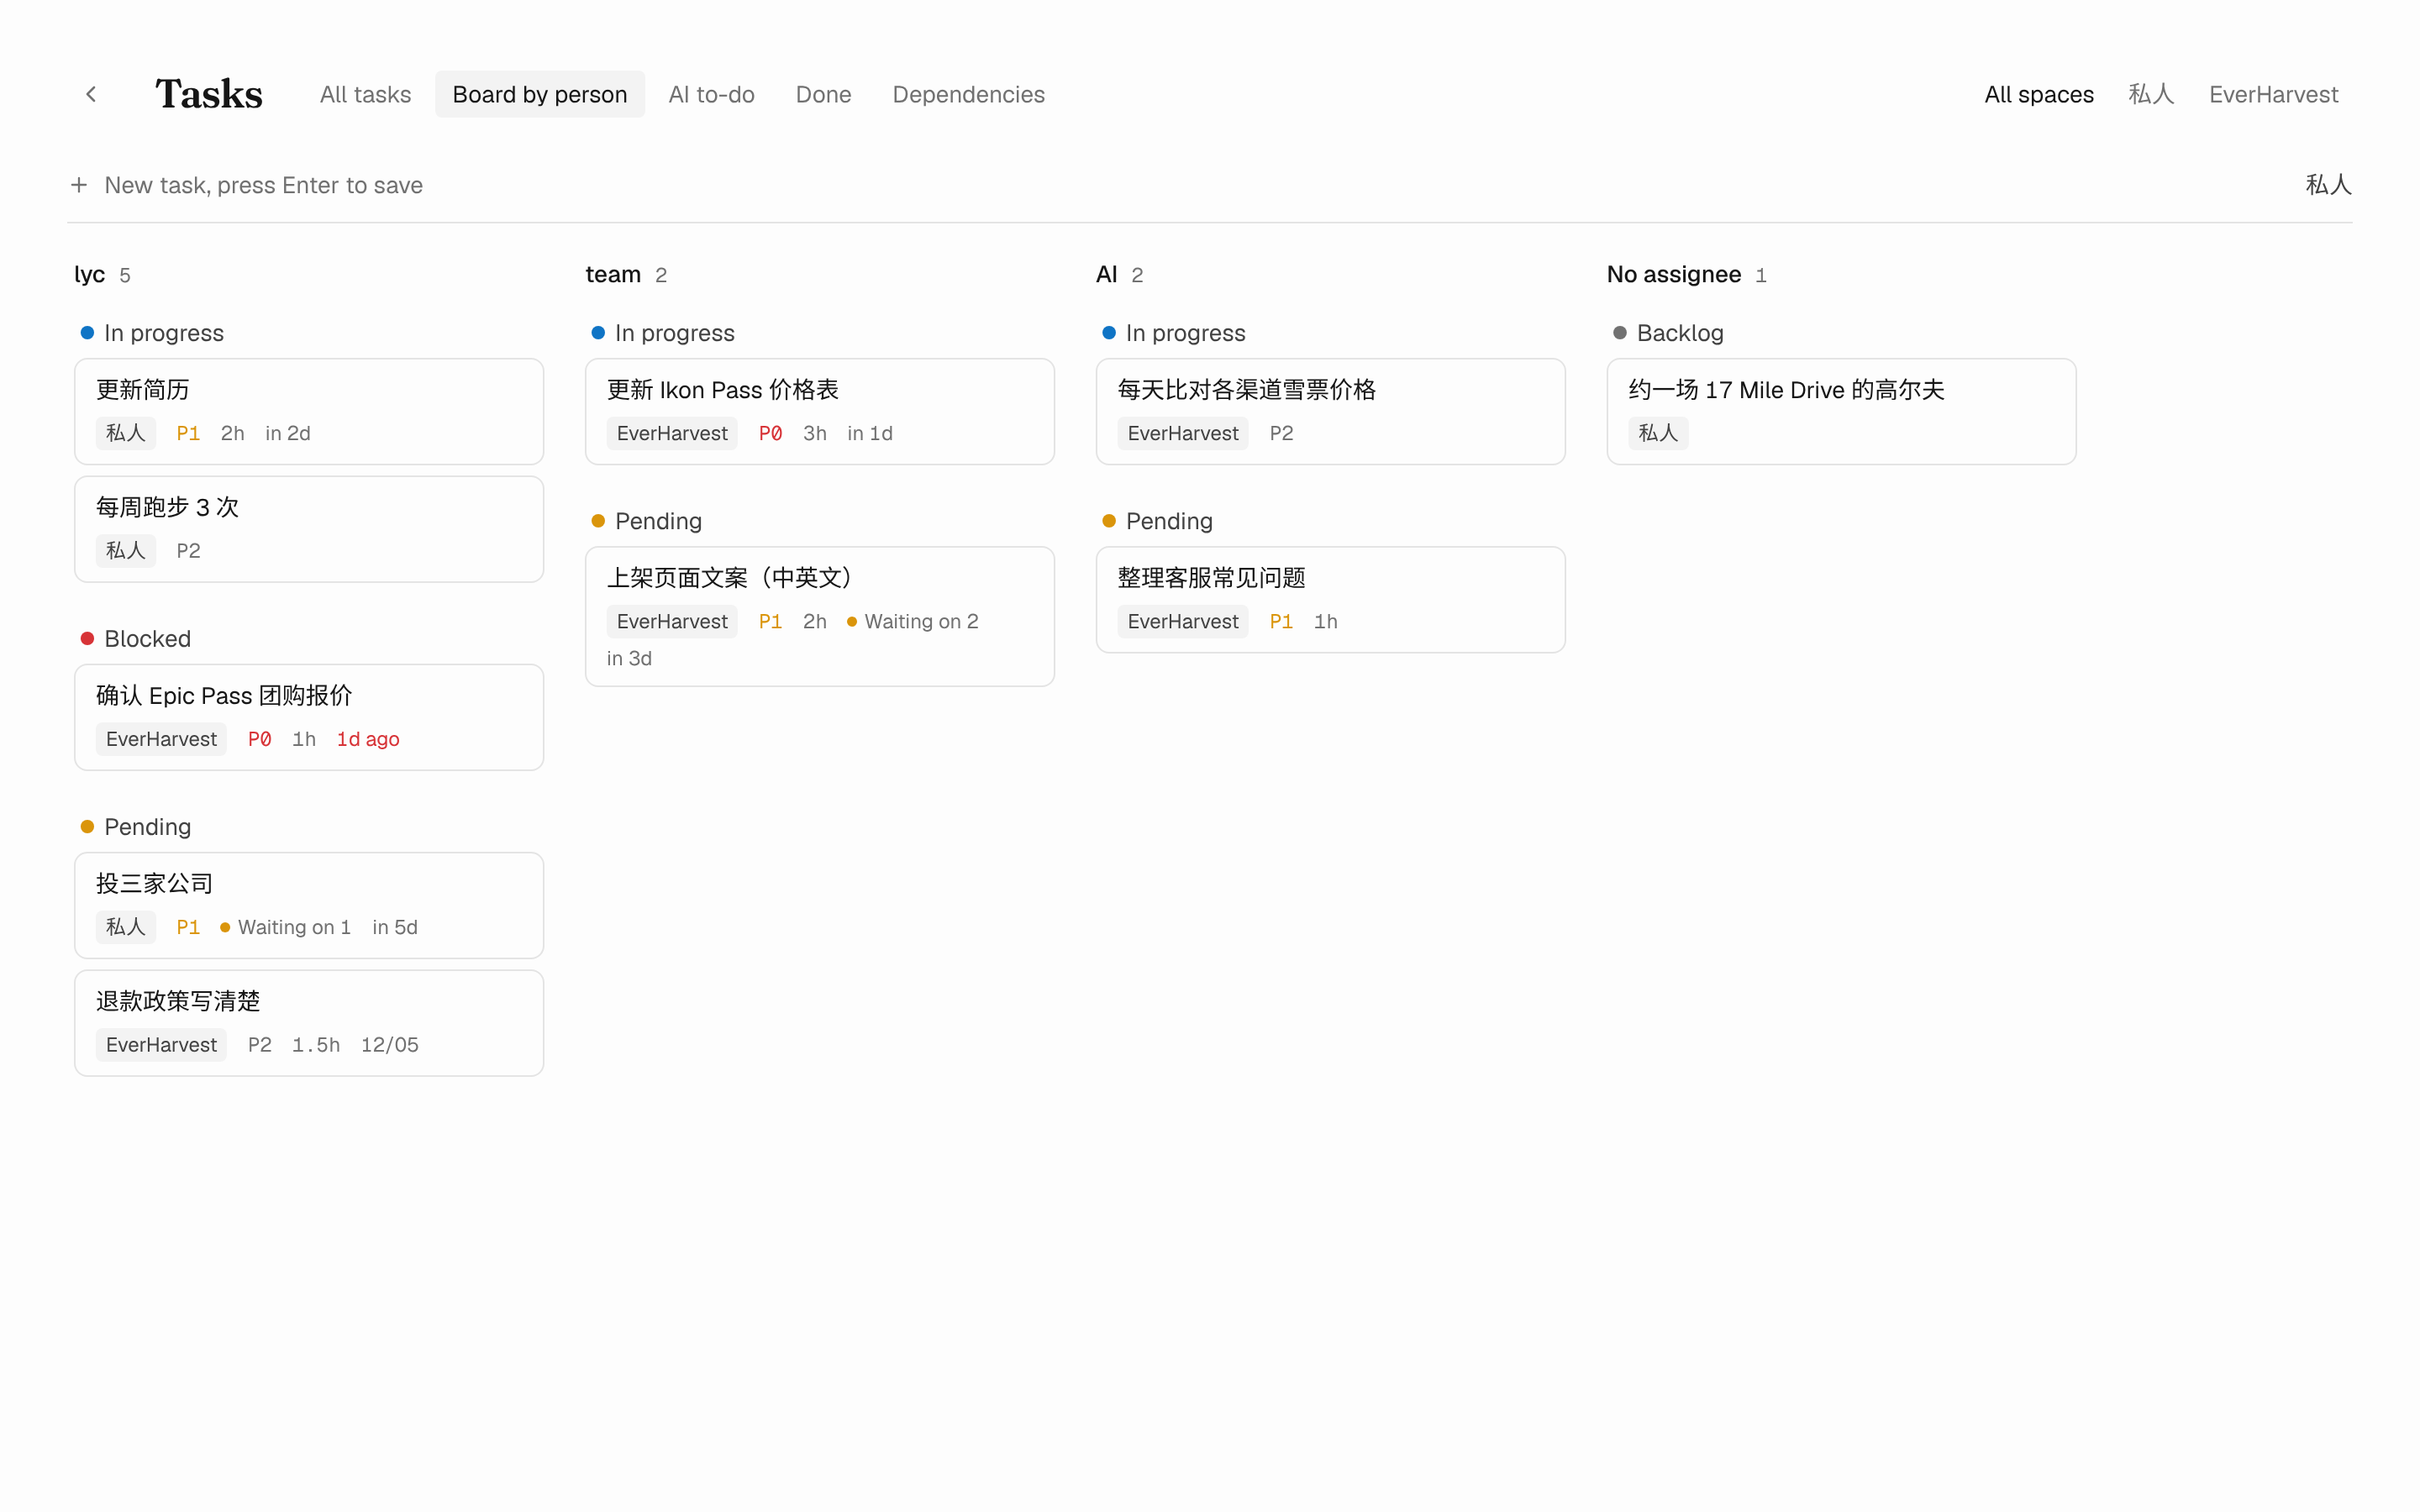 Tasks All tasks Board by person AI to-do Done Dependencies All spaces 私人 EverHarvest
+ New task, press Enter to save 私人
lyc 5
In progress
更新简历
私人 P1 2h in 2d
每周跑步 3 次
私人 P2
Blocked
确认 Epic Pass 团购报价
EverHarvest P0 1h 1d ago
Pending
投三家公司
私人 P1 Waiting on 1 in 5d
退款政策写清楚
EverHarvest P2 1.5h 12/05
team 2
In progress
更新 Ikon Pass 价格表
EverHarvest P0 3h in 1d
Pending
上架页面文案（中英文）
EverHarvest P1 2h Waiting on 2
in 3d
AI 2
In progress
每天比对各渠道雪票价格
EverHarvest P2
Pending
整理客服常见问题
EverHarvest P1 1h
No assignee 1
Backlog
约一场 17 Mile Drive 的高尔夫
私人